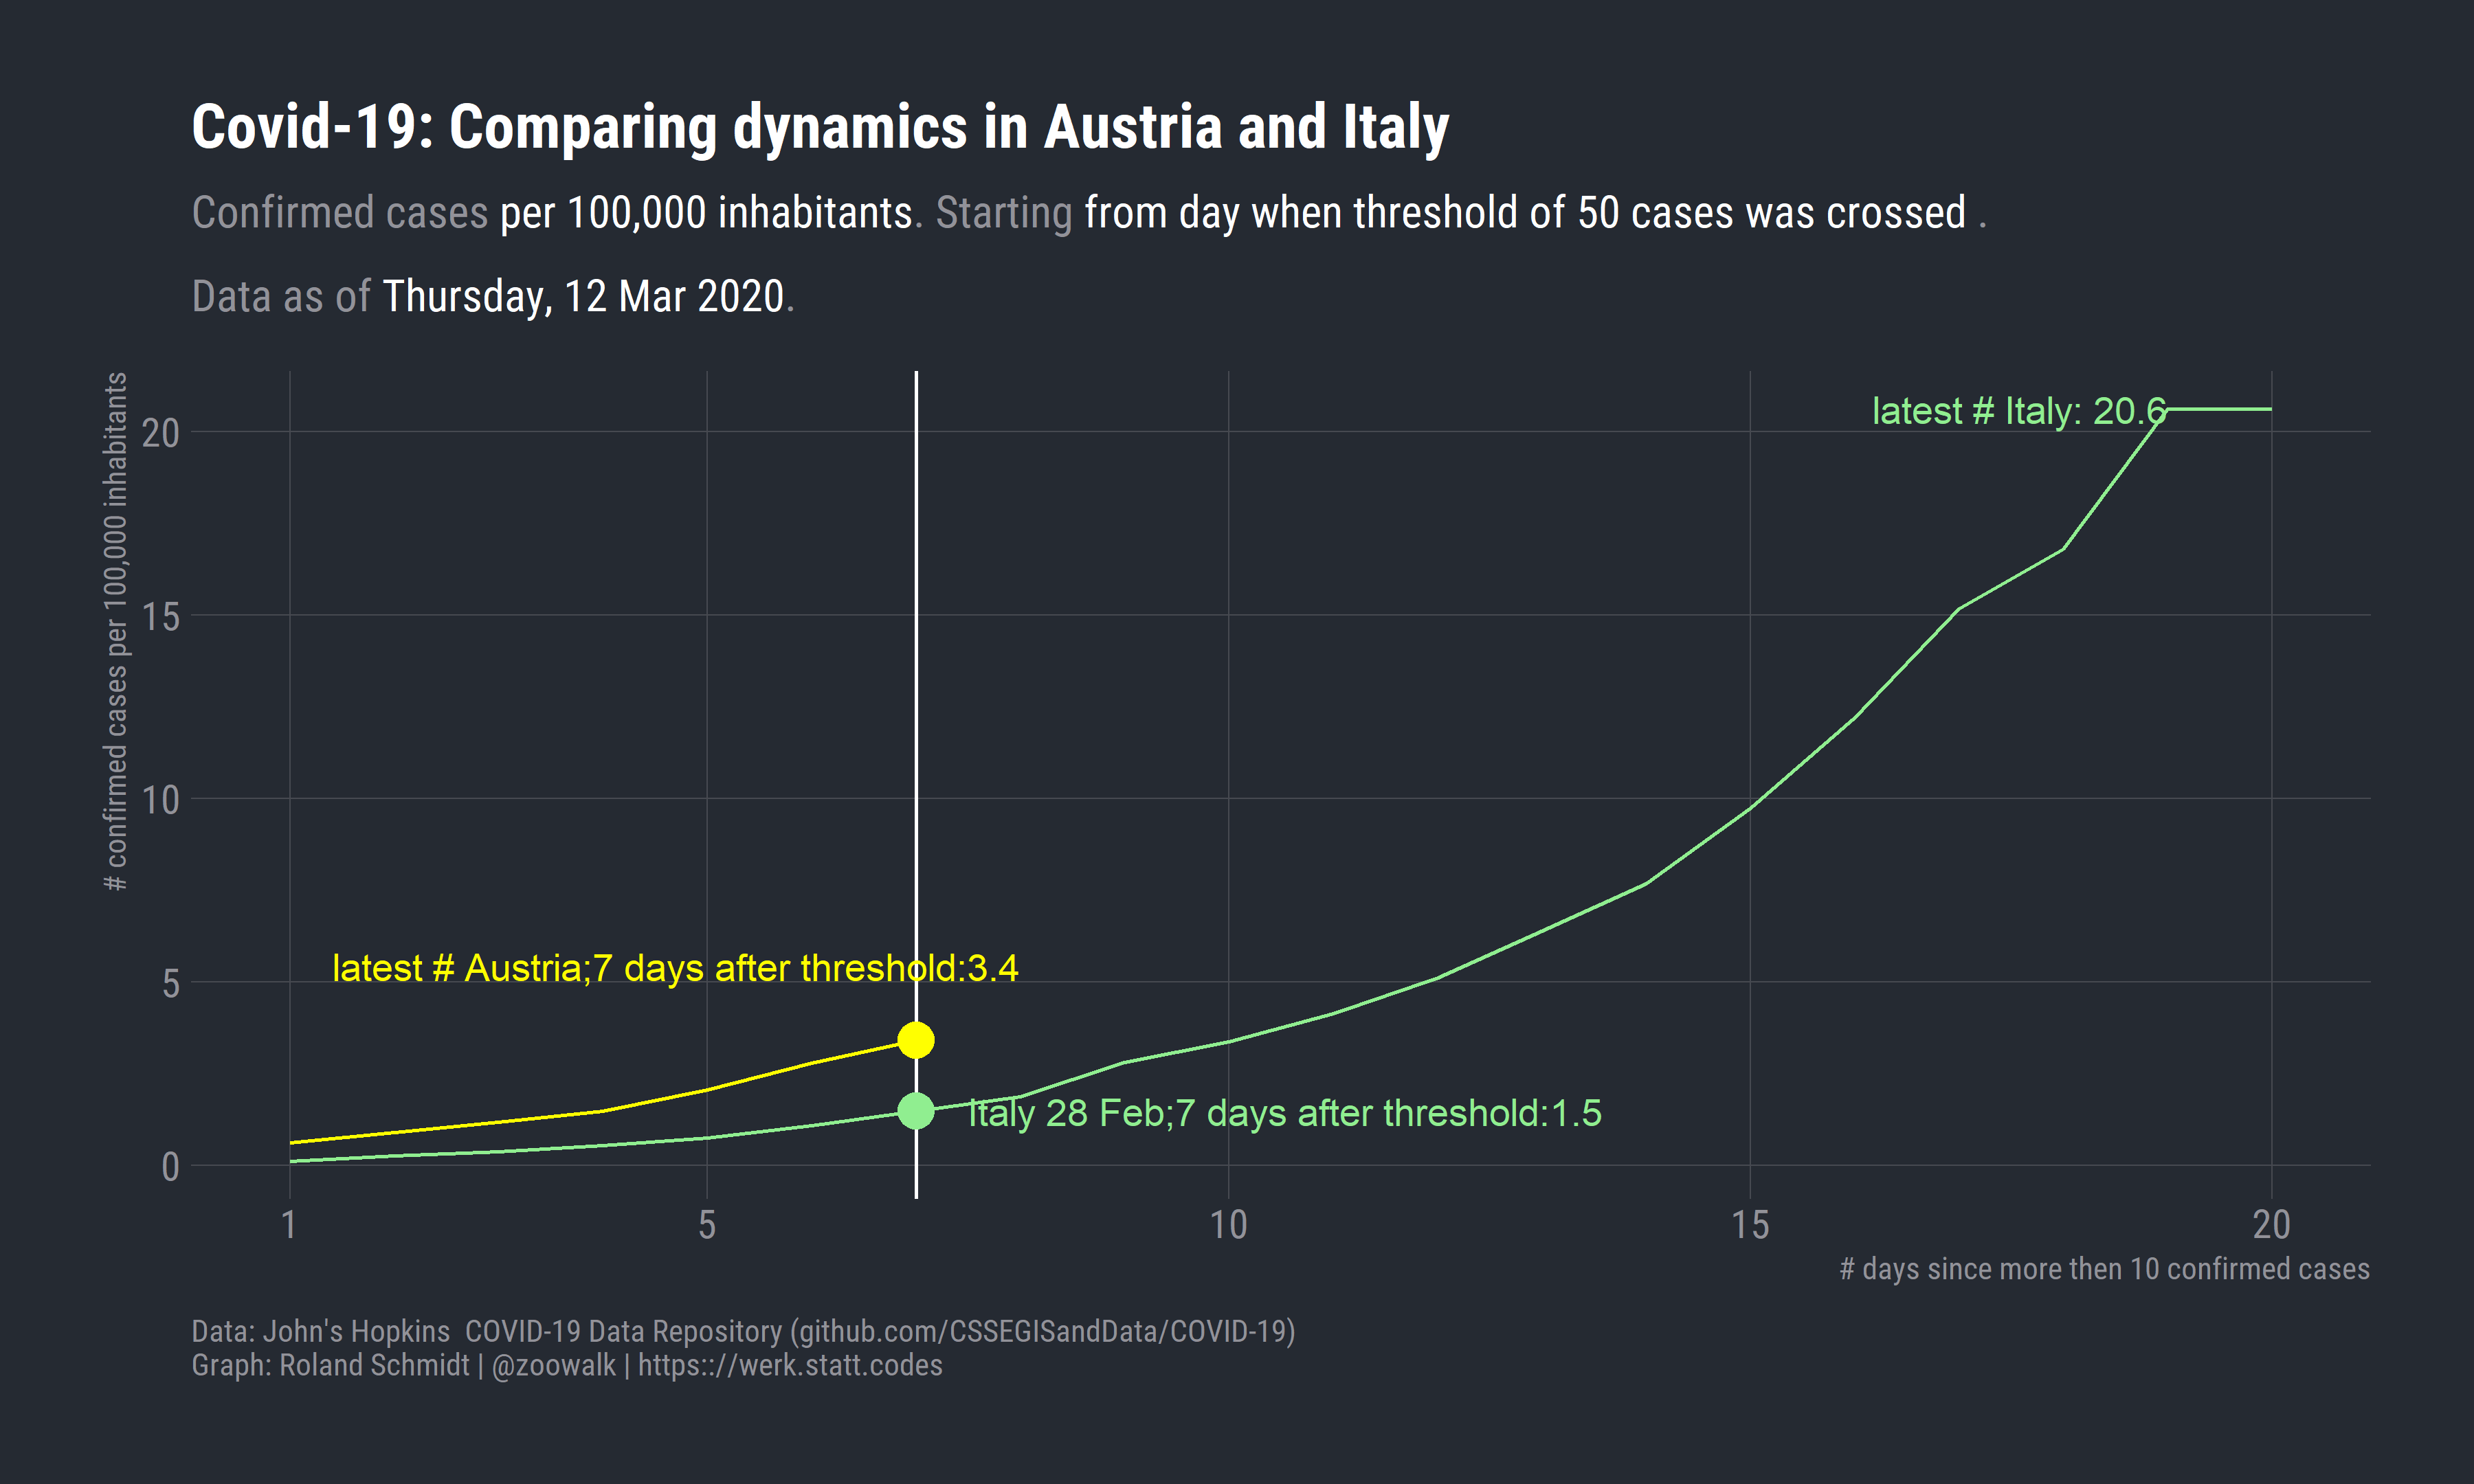 Covid-19: Comparing dynamics in Austria and Italy
Confirmed cases per 100,000 inhabitants. Starting from day when threshold of 50 cases was crossed .
Data as of Thursday, 12 Mar 2020.
# confirmed cases per 100,000 inhabitants
20
15
10
5
0
latest # Italy: 20.6
latest # Austria;7 days after threshold:3.4
Italy 28 Feb;7 days after threshold:1.5
1 5 10 15 20
# days since more then 10 confirmed cases
Data: John's Hopkins  COVID-19 Data Repository (github.com/CSSEGISandData/COVID-19)
Graph: Roland Schmidt | @zoowalk | https:://werk.statt.codes